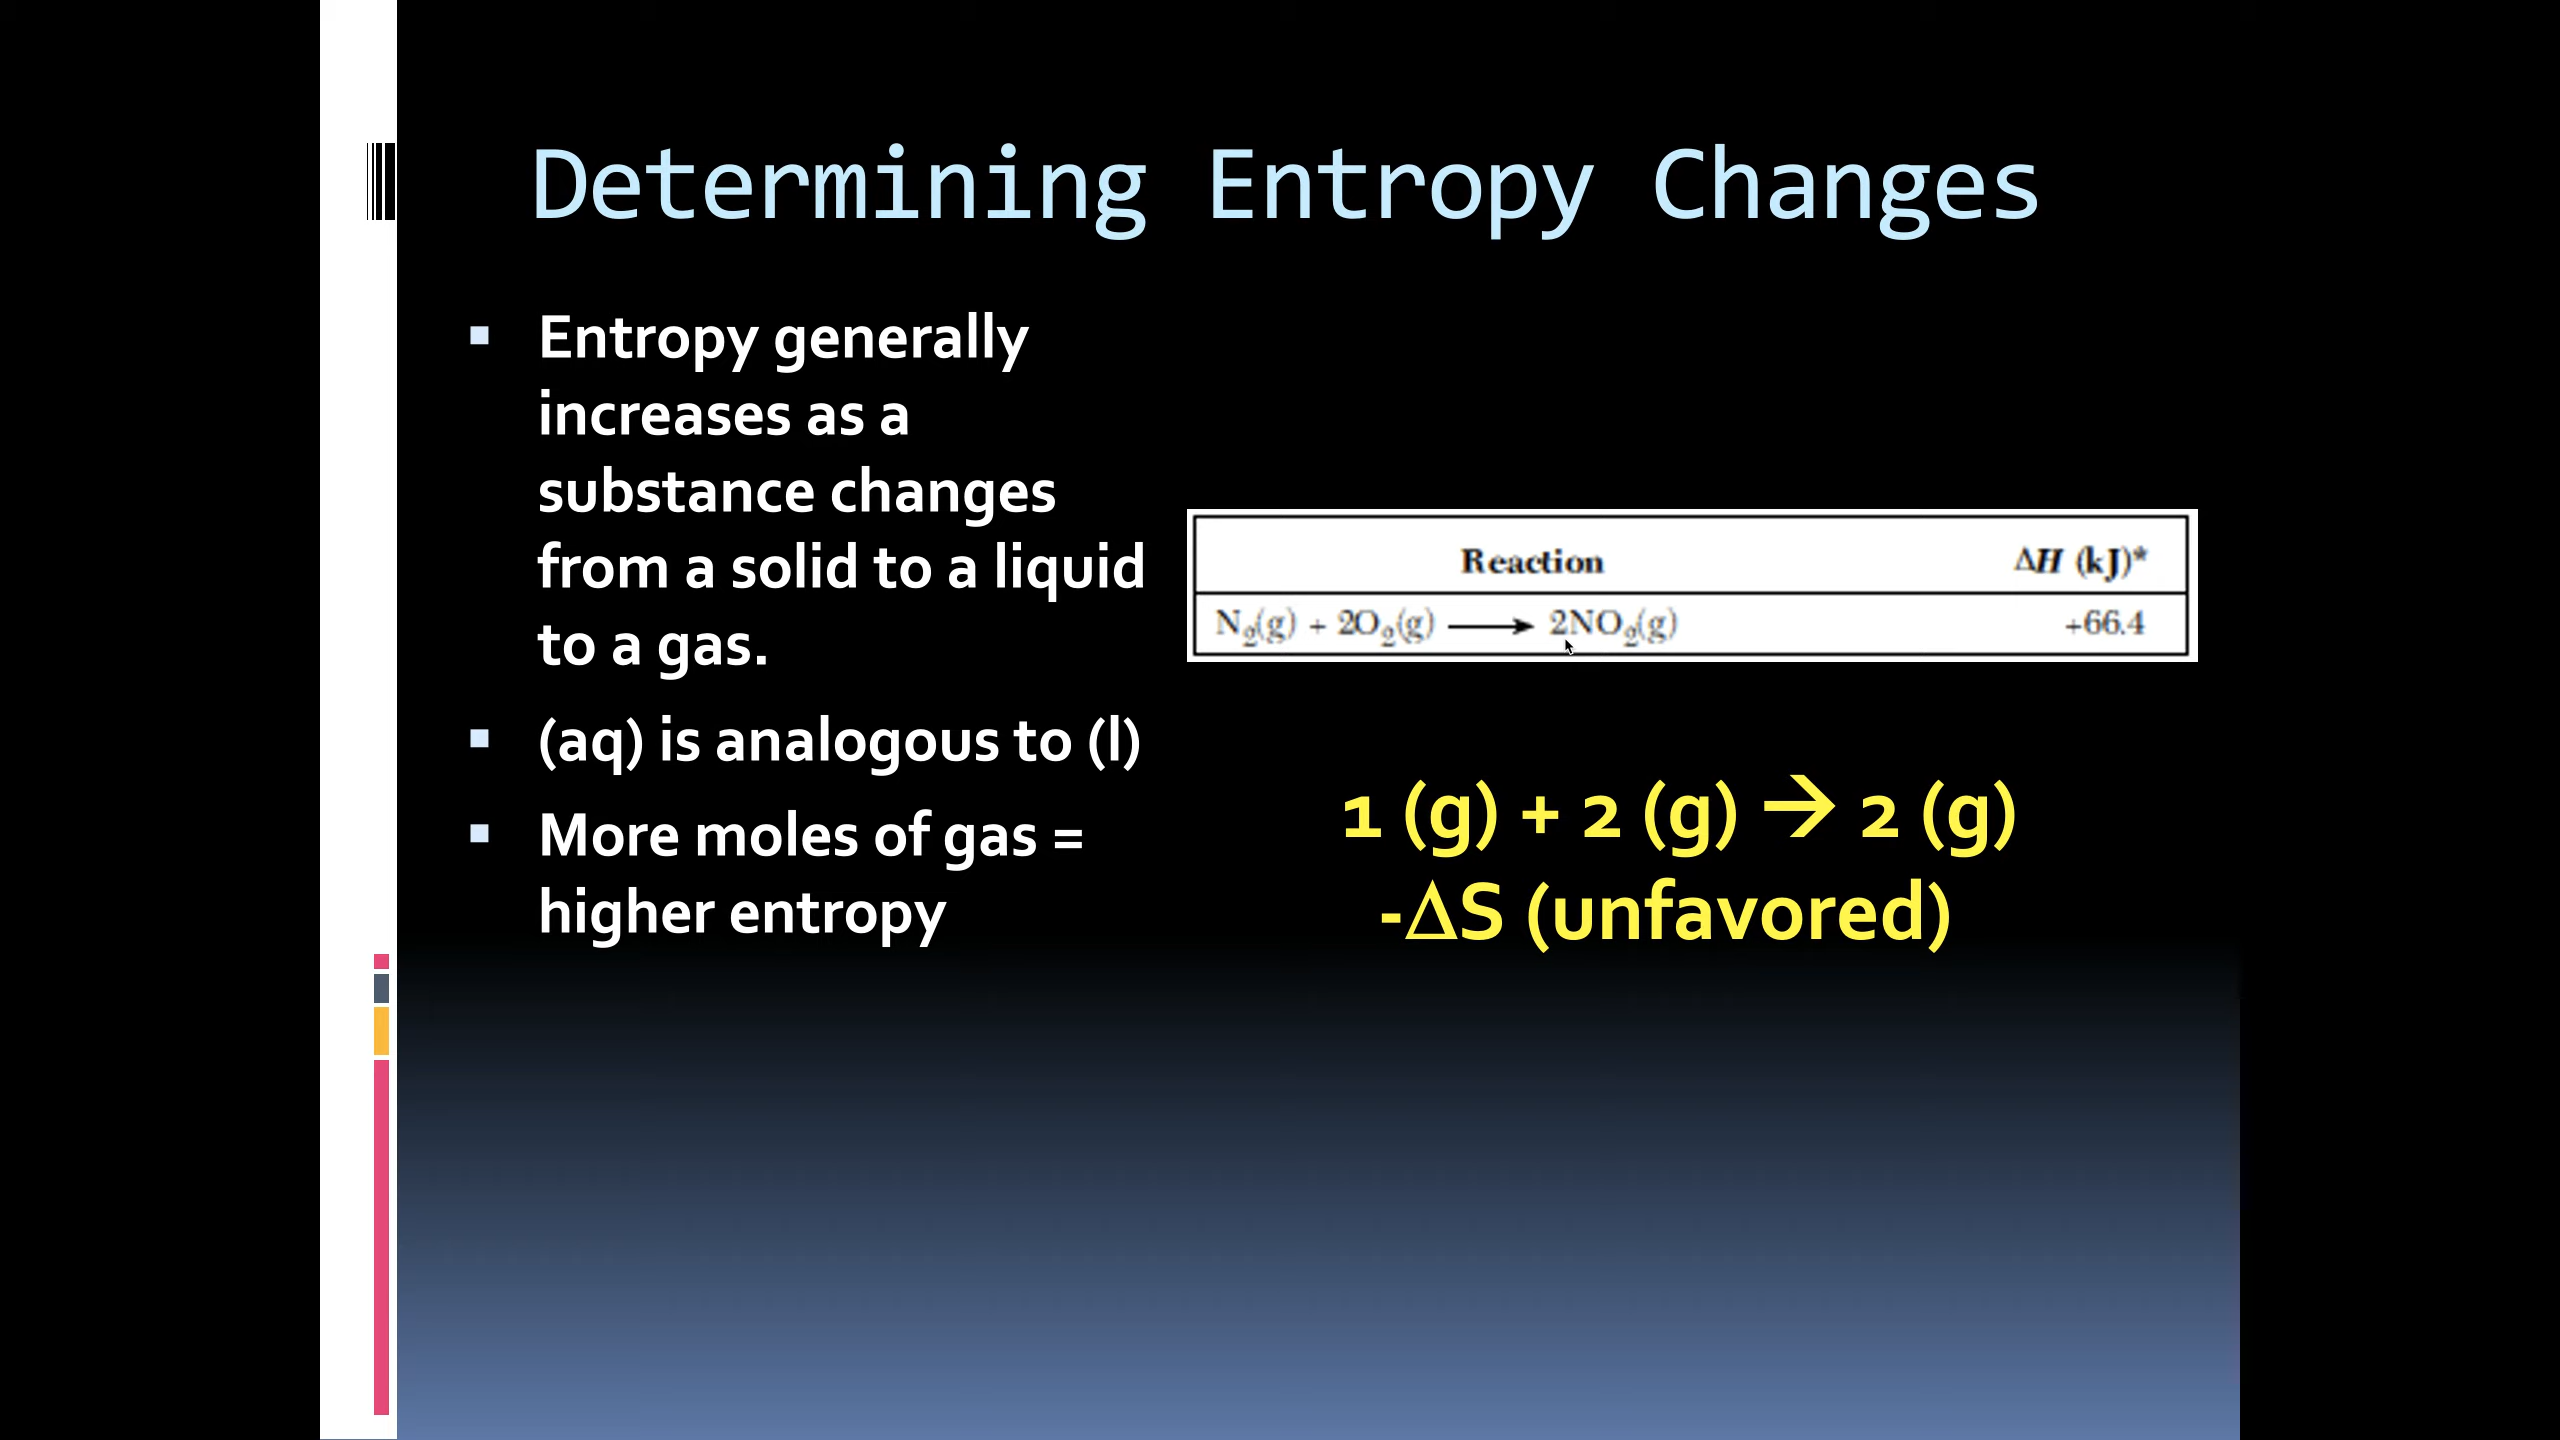 Determining Entropy Changes
▪ Entropy generally
increases as a
substance changes
from a solid to a liquid
to a gas.
▪ (aq) is analogous to (l)
▪ More moles of gas =
higher entropy
Reaction ΔH (kJ)*
N₂(g) + 2O₂(g) ⟶ 2NO₂(g) +66.4
1 (g) + 2 (g) → 2 (g)
-ΔS (unfavored)